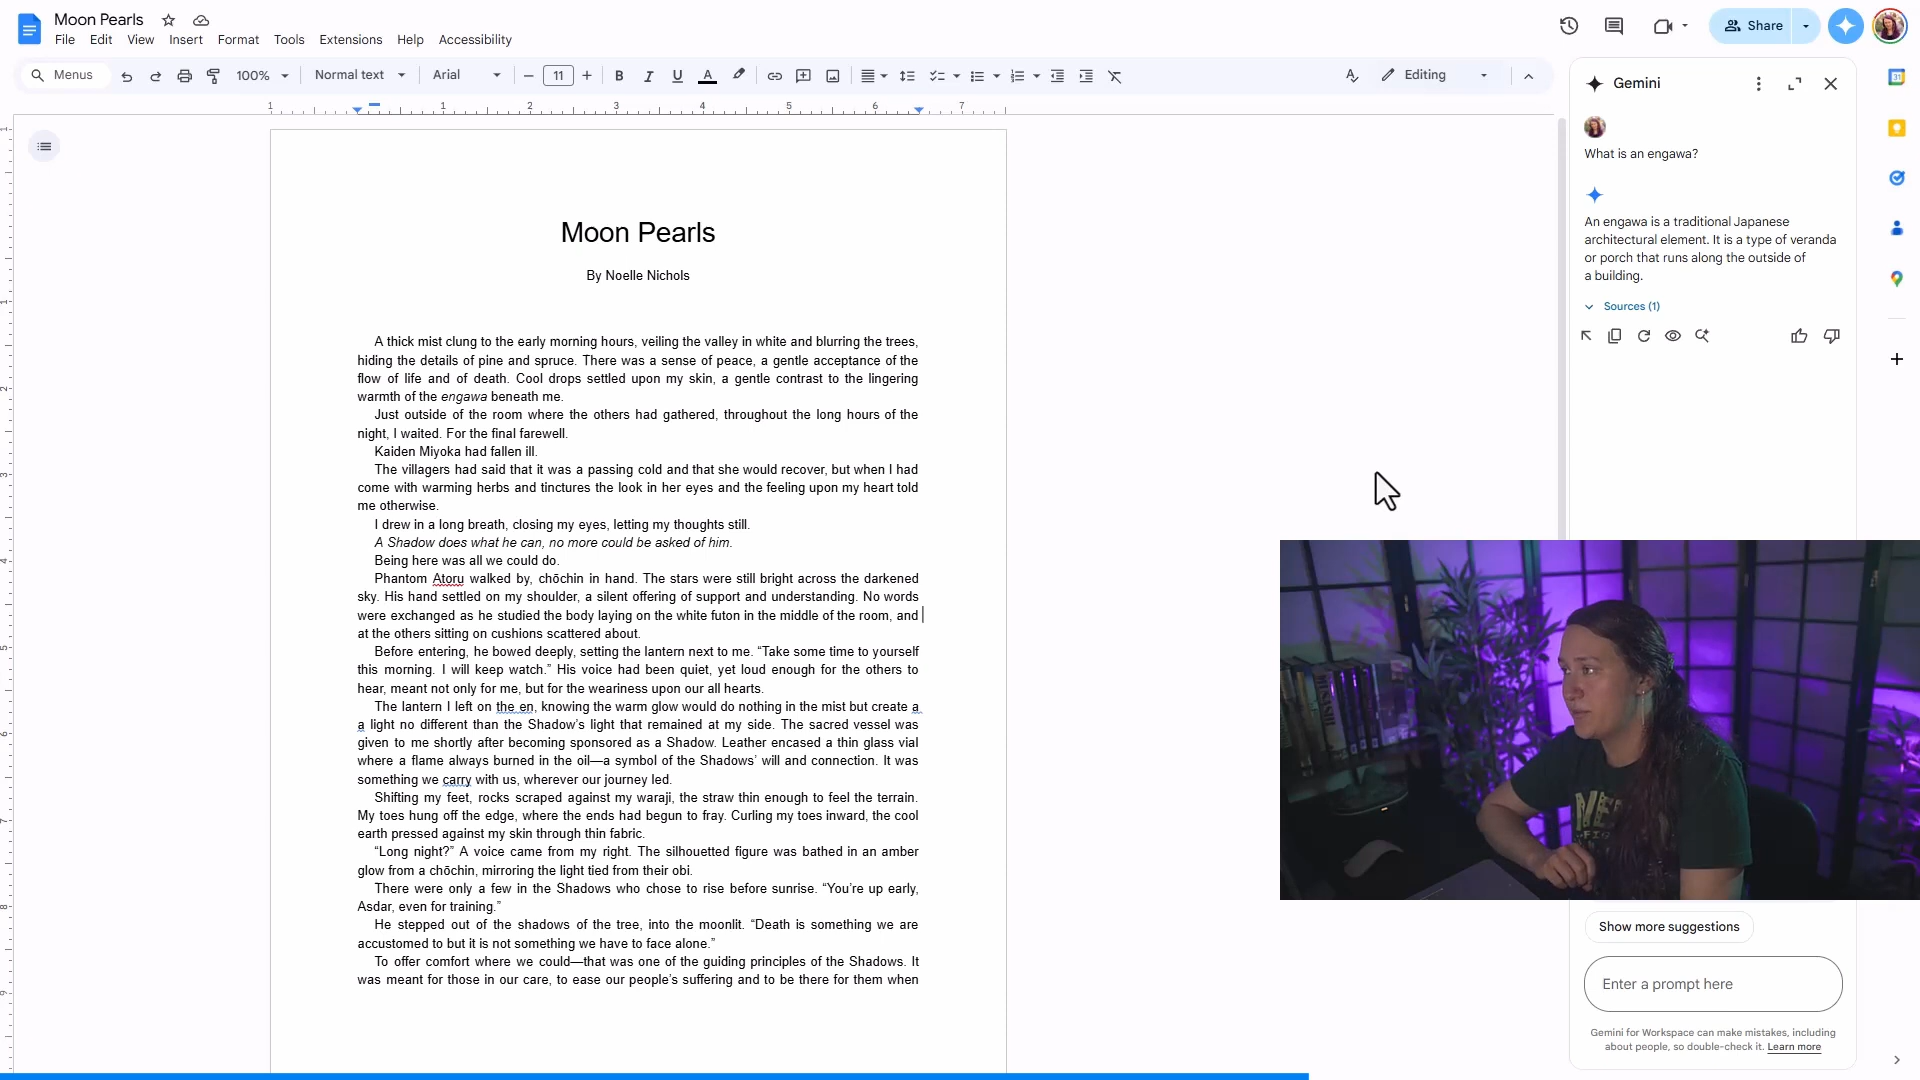 Moon Pearls
File Edit View Insert Format Tools Extensions Help Accessibility
Share
Menus
100%
Normal text
Arial
11
Editing
1 1 2 3 4 5 6 7
Moon Pearls
By Noelle Nichols
A thick mist clung to the early morning hours, veiling the valley in white and blurring the trees,
hiding the details of pine and spruce. There was a sense of peace, a gentle acceptance of the
flow of life and of death. Cool drops settled upon my skin, a gentle contrast to the lingering
warmth of the engawa beneath me.
Just outside of the room where the others had gathered, throughout the long hours of the
night, I waited. For the final farewell.
Kaiden Miyoka had fallen ill.
The villagers had said that it was a passing cold and that she would recover, but when I had
come with warming herbs and tinctures the look in her eyes and the feeling upon my heart told
me otherwise.
I drew in a long breath, closing my eyes, letting my thoughts still.
A Shadow does what he can, no more could be asked of him.
Being here was all we could do.
Phantom Atoru walked by, chōchin in hand. The stars were still bright across the darkened
sky. His hand settled on my shoulder, a silent offering of support and understanding. No words
were exchanged as he studied the body laying on the white futon in the middle of the room, and
at the others sitting on cushions scattered about.
Before entering, he bowed deeply, setting the lantern next to me. “Take some time to yourself
this morning. I will keep watch.” His voice had been quiet, yet loud enough for the others to
hear, meant not only for me, but for the weariness upon our all hearts.
The lantern I left on the en, knowing the warm glow would do nothing in the mist but create a
a light no different than the Shadow’s light that remained at my side. The sacred vessel was
given to me shortly after becoming sponsored as a Shadow. Leather encased a thin glass vial
where a flame always burned in the oil—a symbol of the Shadows’ will and connection. It was
something we carry with us, wherever our journey led.
Shifting my feet, rocks scraped against my waraji, the straw thin enough to feel the terrain.
My toes hung off the edge, where the ends had begun to fray. Curling my toes inward, the cool
earth pressed against my skin through thin fabric.
“Long night?” A voice came from my right. The silhouetted figure was bathed in an amber
glow from a chōchin, mirroring the light tied from their obi.
There were only a few in the Shadows who chose to rise before sunrise. “You’re up early,
Asdar, even for training.”
He stepped out of the shadows of the tree, into the moonlit. “Death is something we are
accustomed to but it is not something we have to face alone.”
To offer comfort where we could—that was one of the guiding principles of the Shadows. It
was meant for those in our care, to ease our people’s suffering and to be there for them when
Gemini
What is an engawa?
An engawa is a traditional Japanese
architectural element. It is a type of veranda
or porch that runs along the outside of
a building.
Sources (1)
Show more suggestions
Enter a prompt here
Gemini for Workspace can make mistakes, including
about people, so double-check it. Learn more